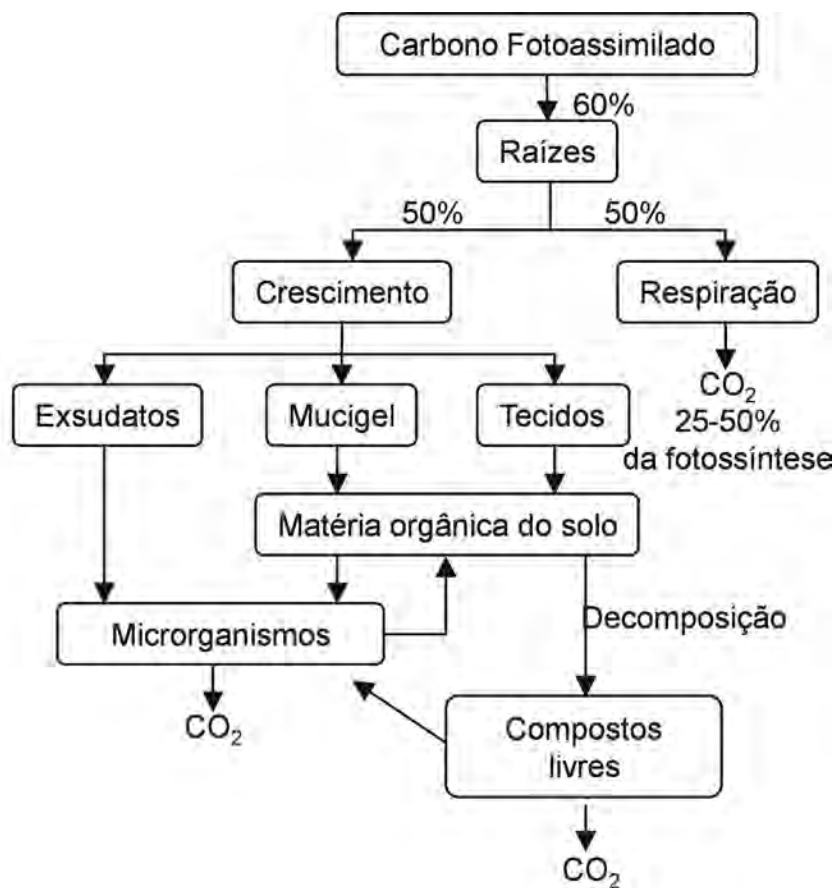 Carbono Fotoassimilado
60%
Raízes
50%
50%
Crescimento
Respiração
Exsudatos
Mucigel
Tecidos
CO₂
25-50%
da fotossíntese
Matéria orgânica do solo
Microrganismos
Decomposição
CO₂
Compostos
livres
CO₂